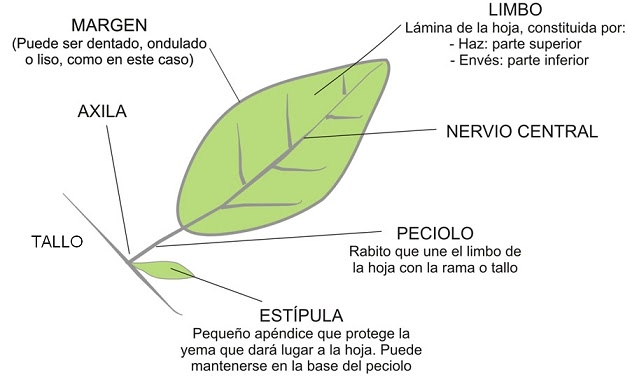 MARGEN
(Puede ser dentado, ondulado
o liso, como en este caso)
LIMBO
Lámina de la hoja, constituida por:
- Haz: parte superior
- Envés: parte inferior
AXILA
NERVIO CENTRAL
TALLO
PECIOLO
Rabito que une el limbo de
la hoja con la rama o tallo
ESTÍPULA
Pequeño apéndice que protege la
yema que dará lugar a la hoja. Puede
mantenerse en la base del peciolo